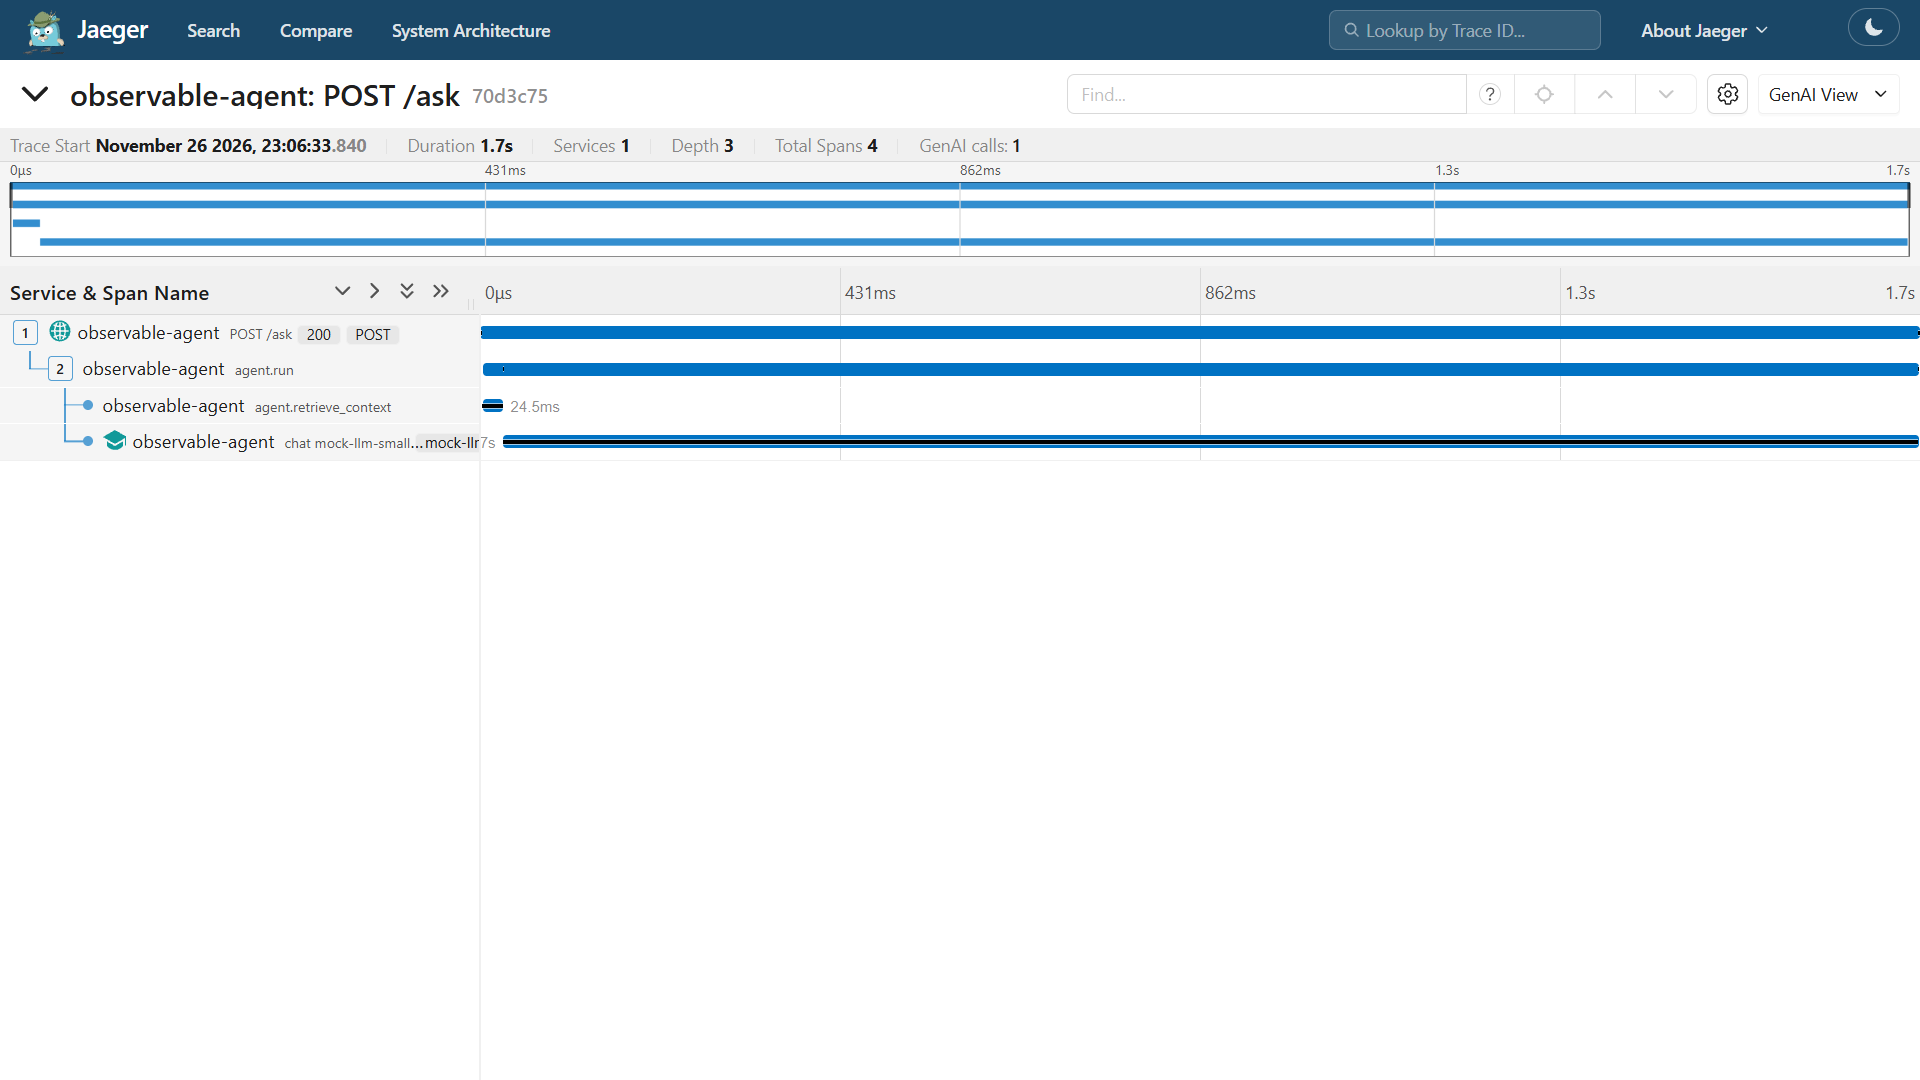 Jaeger Search Compare System Architecture Lookup by Trace ID... About Jaeger
observable-agent: POST /ask 70d3c75 Find... ? GenAI View
Trace Start November 26 2026, 23:06:33.840 Duration 1.7s Services 1 Depth 3 Total Spans 4 GenAI calls: 1
0μs 431ms 862ms 1.3s 1.7s
Service & Span Name 0μs 431ms 862ms 1.3s 1.7s
1 observable-agent POST /ask 200 POST
2 observable-agent agent.run
observable-agent agent.retrieve_context 24.5ms
observable-agent chat mock-llm-small... mock-llm 7s